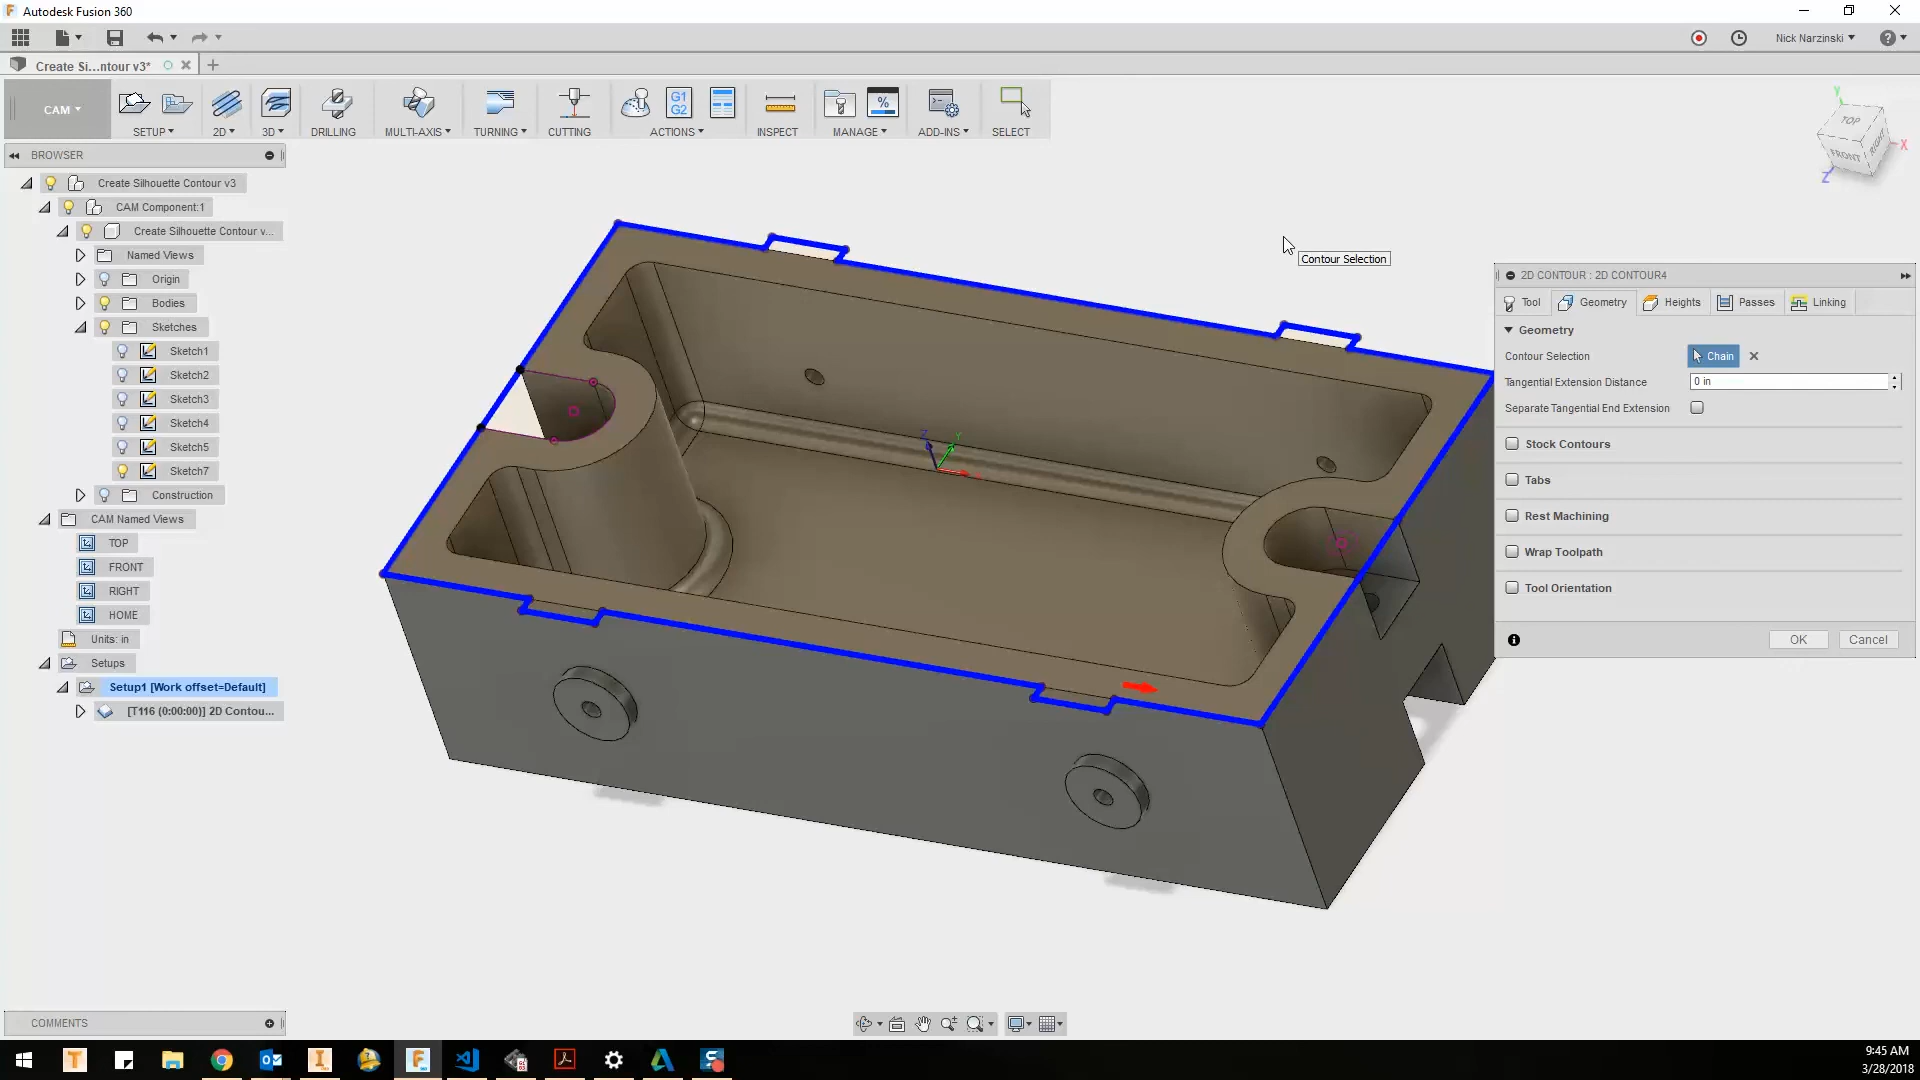 Autodesk Fusion 360
Nick Narzinski
Create Si...ntour v3*
CAM
SETUP
2D
3D
DRILLING
MULTI-AXIS
TURNING
CUTTING
G1
G2
ACTIONS
INSPECT
%
MANAGE
ADD-INS
SELECT
BROWSER
Create Silhouette Contour v3
CAM Component:1
Create Silhouette Contour v...
Named Views
Origin
Bodies
Sketches
Sketch1
Sketch2
Sketch3
Sketch4
Sketch5
Sketch7
Construction
CAM Named Views
TOP
FRONT
RIGHT
HOME
Units: in
Setups
Setup1 [Work offset=Default]
[T116 (0:00:00)] 2D Contou...
COMMENTS
Contour Selection
Z
Y
Y
TOP
FRONT
RIGHT
X
Z
2D CONTOUR : 2D CONTOUR4
Tool
Geometry
Heights
Passes
Linking
Geometry
Contour Selection
Chain
Tangential Extension Distance
0 in
Separate Tangential End Extension
Stock Contours
Tabs
Rest Machining
Wrap Toolpath
Tool Orientation
OK
Cancel
9:45 AM
3/28/2018